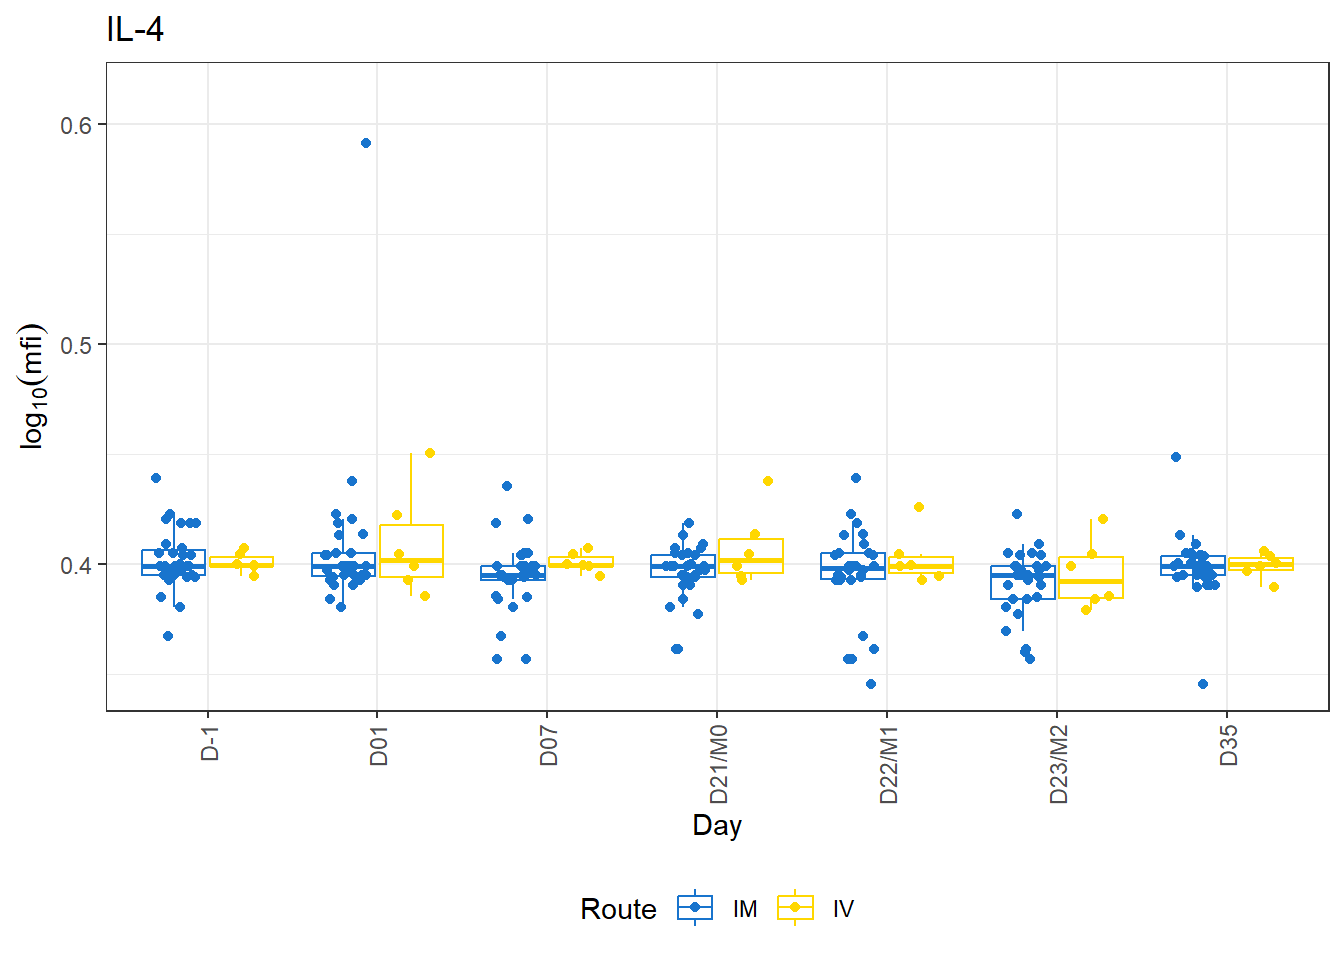 IL-4
0.6
0.5
0.4
log10(mfi)
D-1
D01
D07
D21/M0
D22/M1
D23/M2
D35
Day
Route IM IV